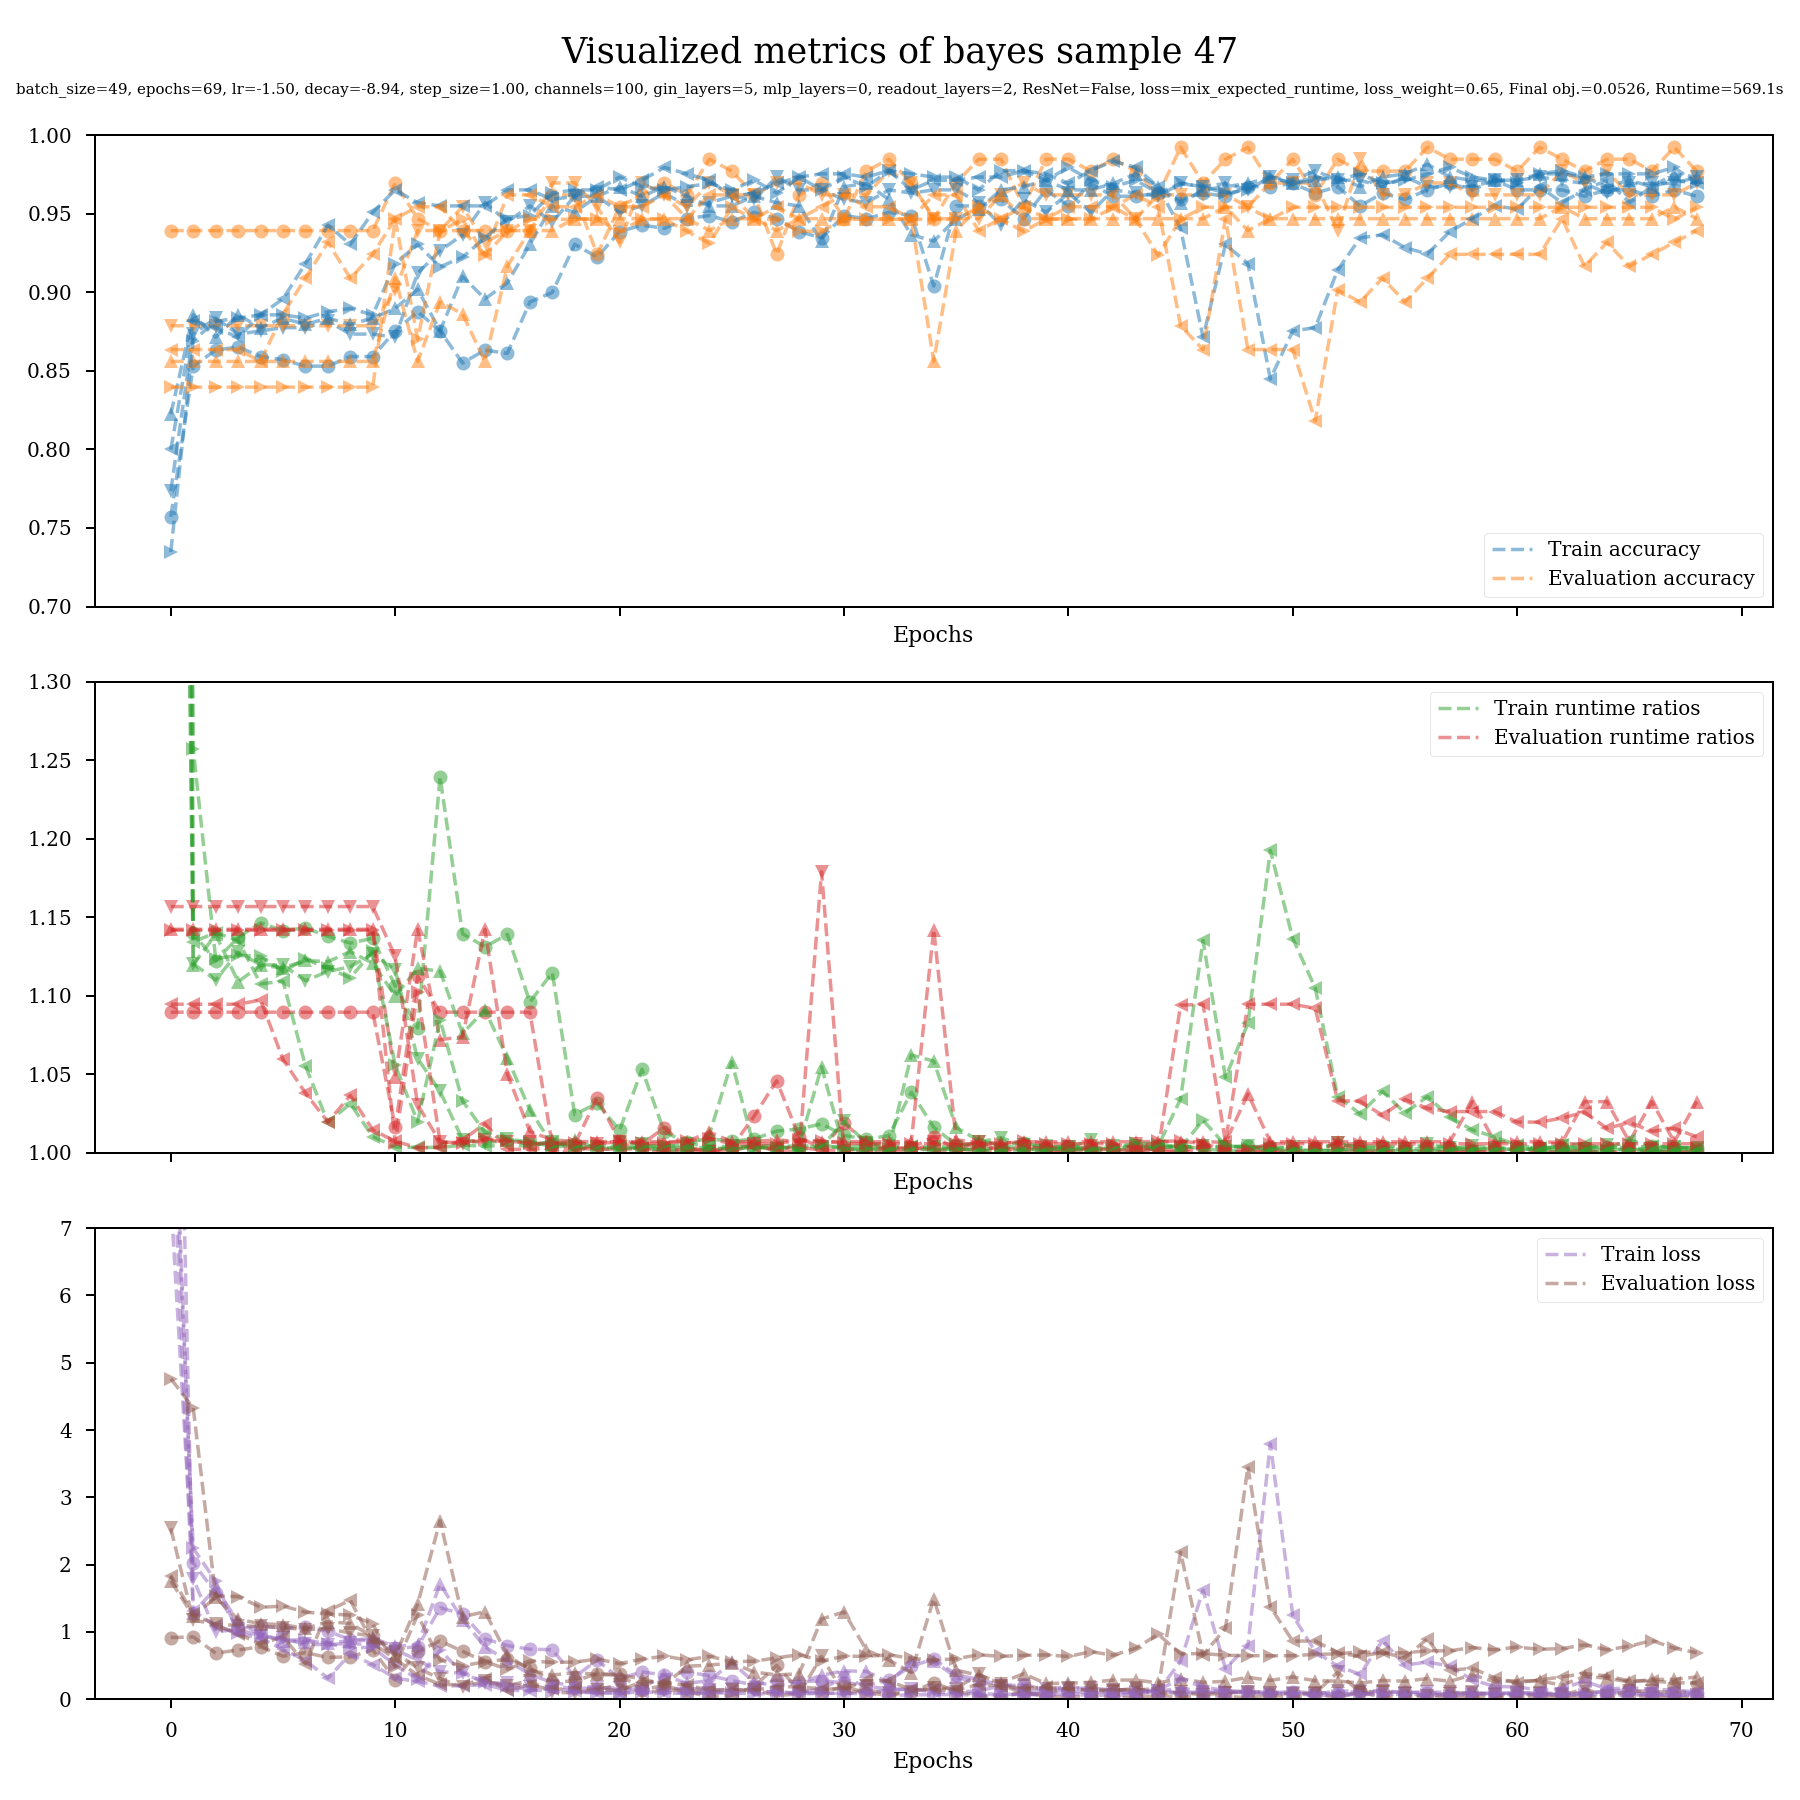 Visualized metrics of bayes sample 47
batch_size=49, epochs=69, lr=-1.50, decay=-8.94, step_size=1.00, channels=100, gin_layers=5, mlp_layers=0, readout_layers=2, ResNet=False, loss=mix_expected_runtime, loss_weight=0.65, Final obj.=0.0526, Runtime=569.1s
1.00
0.95
0.90
0.85
0.80
0.75
0.70
Train accuracy
Evaluation accuracy
Epochs
1.30
1.25
1.20
1.15
1.10
1.05
1.00
Train runtime ratios
Evaluation runtime ratios
Epochs
7
6
5
4
3
2
1
0
Train loss
Evaluation loss
0 10 20 30 40 50 60 70
Epochs